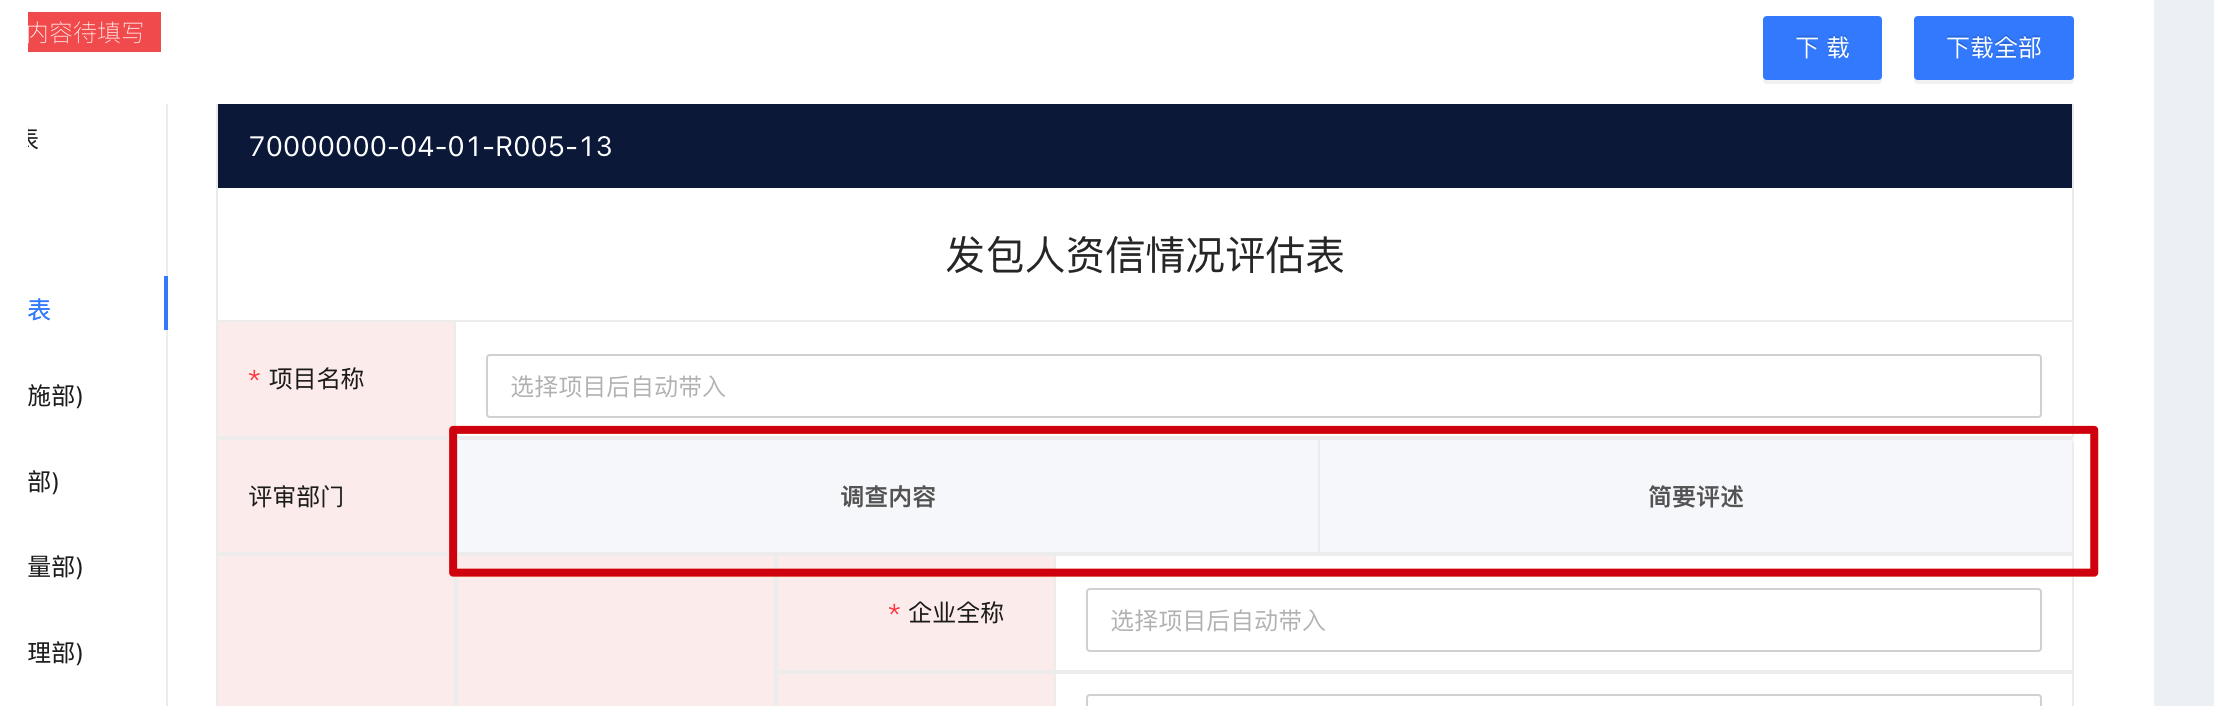 内容待填写
下 载
下载全部
表
70000000-04-01-R005-13
发包人资信情况评估表
表
* 项目名称
选择项目后自动带入
施部)
部)
评审部门
调查内容
简要评述
量部)
* 企业全称
选择项目后自动带入
理部)